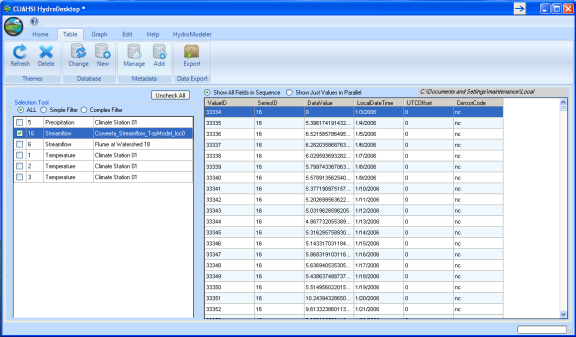 CUAHSI HydroDesktop *
Home Table Graph Edit Help HydroModeler
Refresh Delete Change New Manage Add Export
Themes Database Metadata Data Export
Uncheck All
Selection Tool
ALL Simple Filter Complex Filter
5 Precipitation Climate Station 01
16 Streamflow Coweela_Streamflow_TopModel_loc0
6 Streamflow Flume at Watershed 18
1 Temperature Climate Station 01
2 Temperature Climate Station 01
3 Temperature Climate Station 01
Show All Fields in Sequence Show Just Values in Parallel C:\Documents and Settings\maintenance\Local
ValueID SeriesID DataValue LocalDateTime UTCOffset CensorCode
33334 16 0 1/3/2006 0 nc
33335 16 5.396174191432... 1/4/2006 0 nc
33336 16 6.521585786495... 1/5/2006 0 nc
33337 16 6.282035868763... 1/6/2006 0 nc
33338 16 6.029593693282... 1/7/2006 0 nc
33339 16 5.799743367063... 1/8/2006 0 nc
33340 16 5.578913582540... 1/9/2006 0 nc
33341 16 5.377190975157... 1/10/2006 0 nc
33342 16 5.202699563622... 1/11/2006 0 nc
33343 16 5.0319628598205 1/12/2006 0 nc
33344 16 4.867732055389... 1/13/2006 0 nc
33345 16 5.316295758930... 1/14/2006 0 nc
33346 16 6.143317031184... 1/15/2006 0 nc
33347 16 5.868319103116... 1/16/2006 0 nc
33348 16 5.636940535305... 1/17/2006 0 nc
33349 16 5.438637488737... 1/18/2006 0 nc
33350 16 5.514956022015... 1/19/2006 0 nc
33351 16 10.24394328650... 1/20/2006 0 nc
33352 16 9.613323860113... 1/21/2006 0 nc